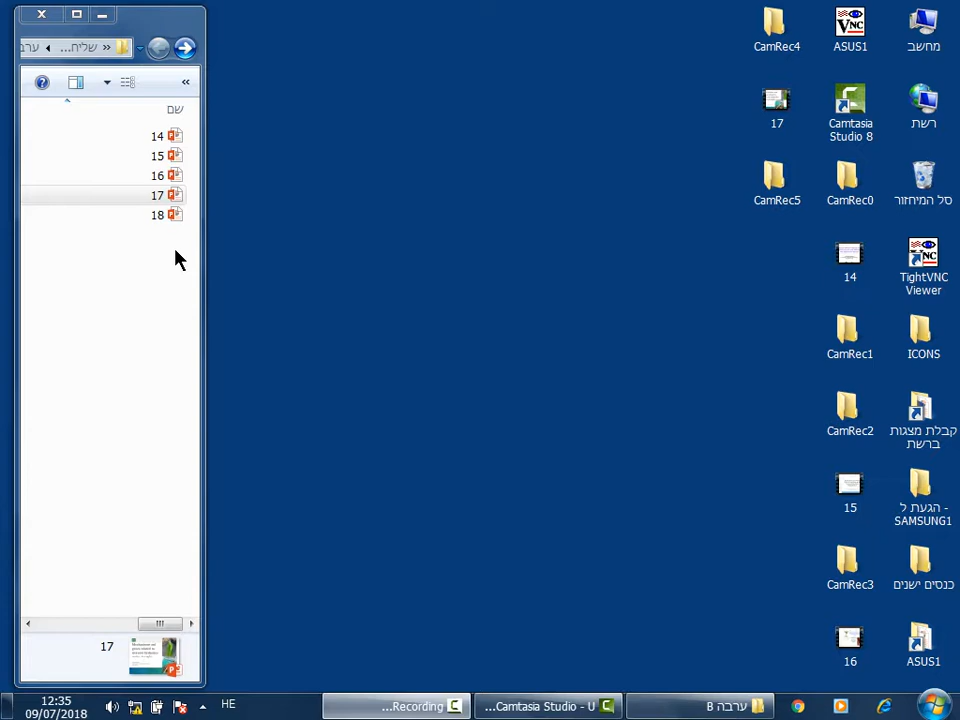 שליח...
ערב
שם
14
15
16
17
18
17
CamRec4
ASUS1
מחשב
17
Camtasia
Studio 8
רשת
CamRec5
CamRec0
סל המיחזור
14
TightVNC
Viewer
CamRec1
ICONS
CamRec2
קבלת מצגות
ברשת
15
הגעת ל -
SAMSUNG1
CamRec3
כנסים ישנים
16
ASUS1
12:35
09/07/2018
HE
...Recording
...Camtasia Studio - U
ערבה B